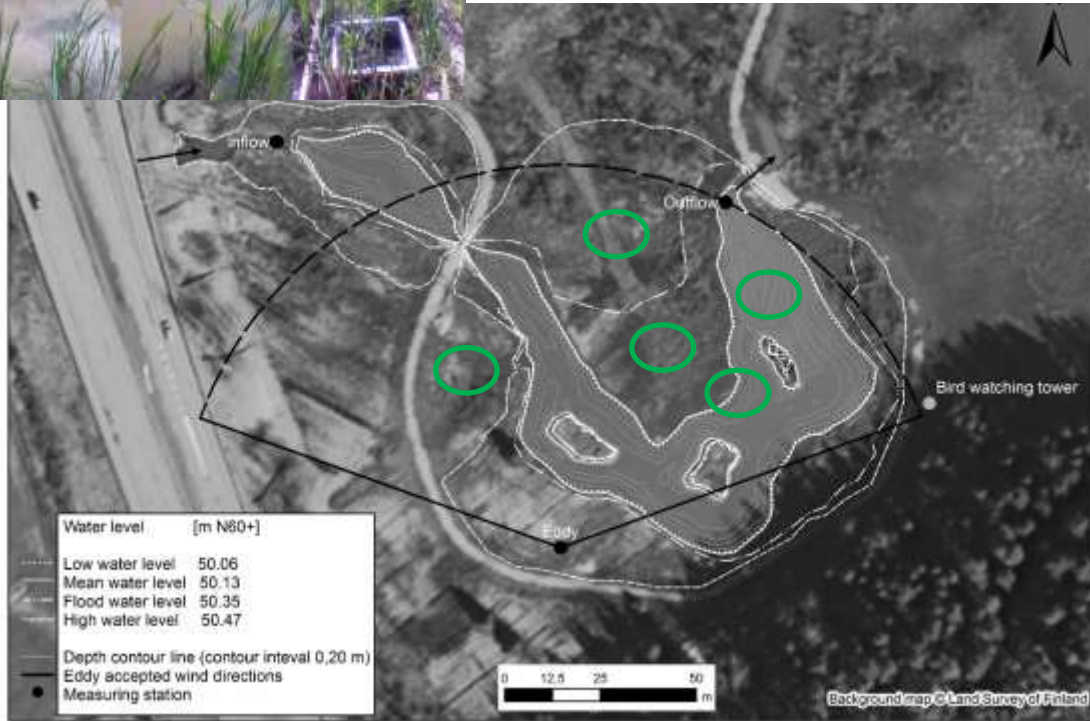 Inflow
Outflow
Bird watching tower
Eddy
Water level [m N60+]
Low water level 50.06
Mean water level 50.13
Flood water level 50.35
High water level 50.47
Depth contour line (contour inteval 0,20 m)
Eddy accepted wind directions
Measuring station
0 12,5 25 50
m
Background map © Land Survey of Finland